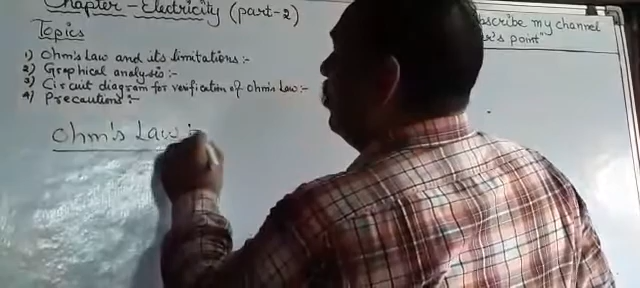 Chapter - Electricity (part-2)
Subscribe my channel
's point"
Topics
1) Ohm's Law and its limitations:-
2) Graphical analysis:-
3) Circuit diagram for verification of Ohm's Law:-
4) Precautions:-
Ohm's Law :